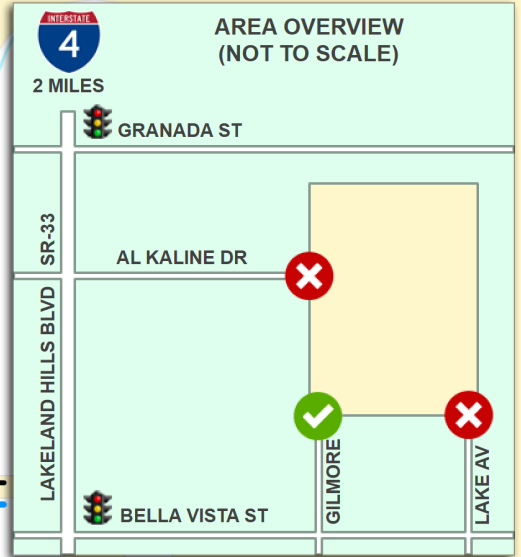 INTERSTATE
4
2 MILES
AREA OVERVIEW
(NOT TO SCALE)
GRANADA ST
SR-33
AL KALINE DR
LAKELAND HILLS BLVD
GILMORE
LAKE AV
BELLA VISTA ST